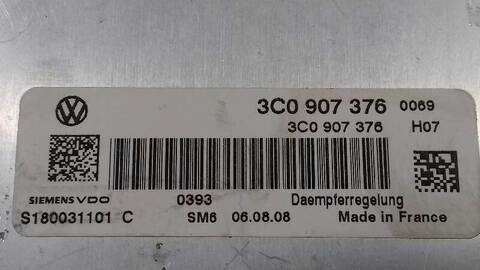 3C0 907 376 0069
3C0 907 376 H07
SIEMENS VDO 0393 Daempferregelung
S180031101 C SM6 06.08.08 Made in France